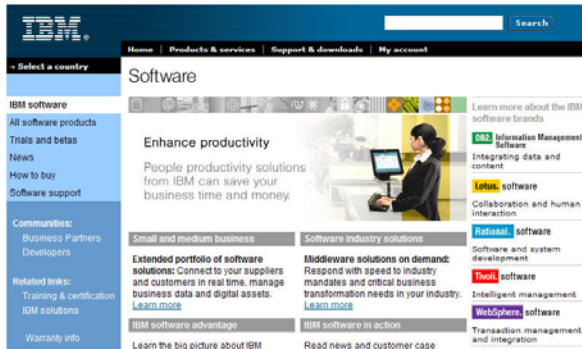 IBM.
Search
Home | Products & services | Support & downloads | My account
→ Select a country
Software
IBM software
All software products
Trials and betas
News
How to buy
Software support
Communities:
Business Partners
Developers
Related links:
Training & certification
IBM solutions
Warranty info
Enhance productivity
People productivity solutions
from IBM can save your
business time and money.
Small and medium business
Extended portfolio of software
solutions: Connect to your suppliers
and customers in real time, manage
business data and digital assets.
Learn more
IBM software advantage
Learn the big picture about IBM
Software industry solutions
Middleware solutions on demand:
Respond with speed to industry
mandates and critical business
transformation needs in your industry.
Learn more
IBM software in action
Read news and customer case
Learn more about the IBM
software brands
DB2. Information Management
Software
Integrating data and
content
Lotus. software
Collaboration and human
interaction
Rational. software
Software and system
development
Tivoli. software
Intelligent management
WebSphere. software
Transaction management
and integration